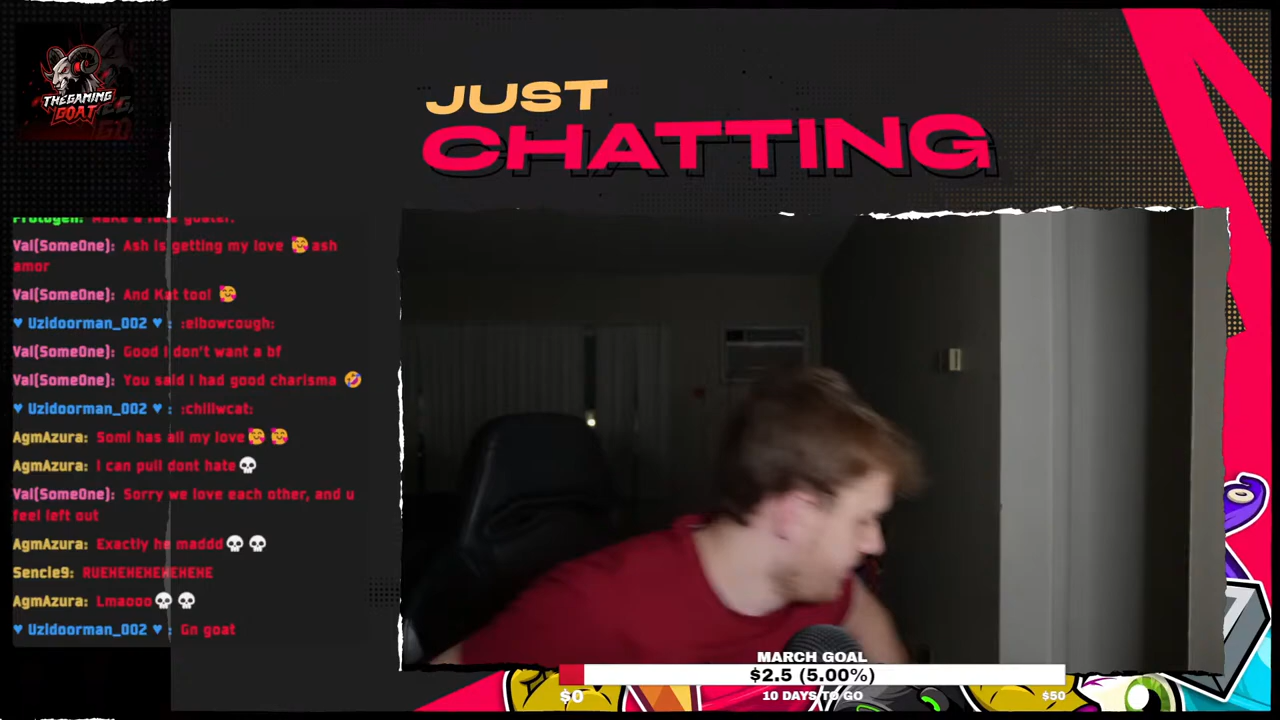 THEGAMING
GOAT
JUST
CHATTING
Protogen: Make a face goater.
Val(SomeOne): Ash is getting my love 🥰 ash
amor
Val(SomeOne): And Kat too! 🥰
♥ Uzidoorman_002 ♥ : :elbowcough:
Val(SomeOne): Good I don't want a bf
Val(SomeOne): You said I had good charisma 🤣
♥ Uzidoorman_002 ♥ : :chillwcat:
AgmAzura: Somi has all my love🥰 🥰
AgmAzura: I can pull dont hate💀
Val(SomeOne): Sorry we love each other, and u
feel left out
AgmAzura: Exactly he maddd💀 💀
Sencie9: RUEHEHEHEHEHEHE
AgmAzura: Lmaooo💀 💀
♥ Uzidoorman_002 ♥ : Gn goat
MARCH GOAL
$2.5 (5.00%)
$0 10 DAYS TO GO $50